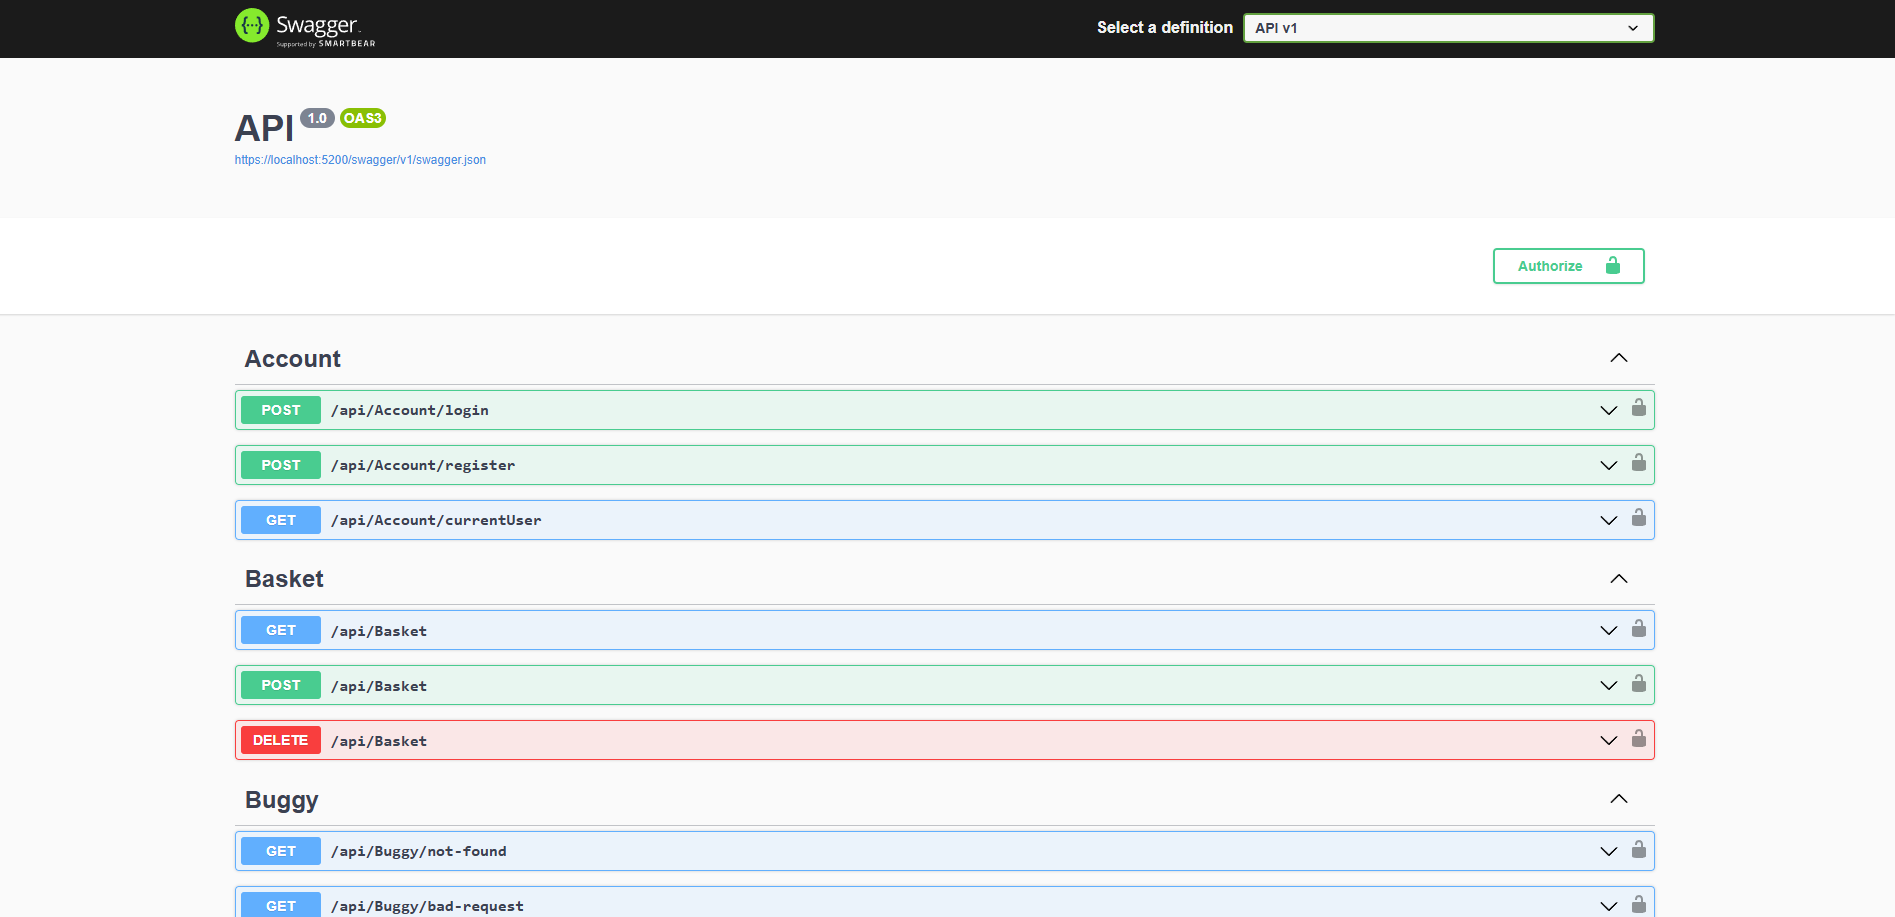 {···} Swagger.
Supported by SMARTBEAR
Select a definition
API v1
API 1.0 OAS3
https://localhost:5200/swagger/v1/swagger.json
Authorize
Account
POST /api/Account/login
POST /api/Account/register
GET /api/Account/currentUser
Basket
GET /api/Basket
POST /api/Basket
DELETE /api/Basket
Buggy
GET /api/Buggy/not-found
GET /api/Buggy/bad-request